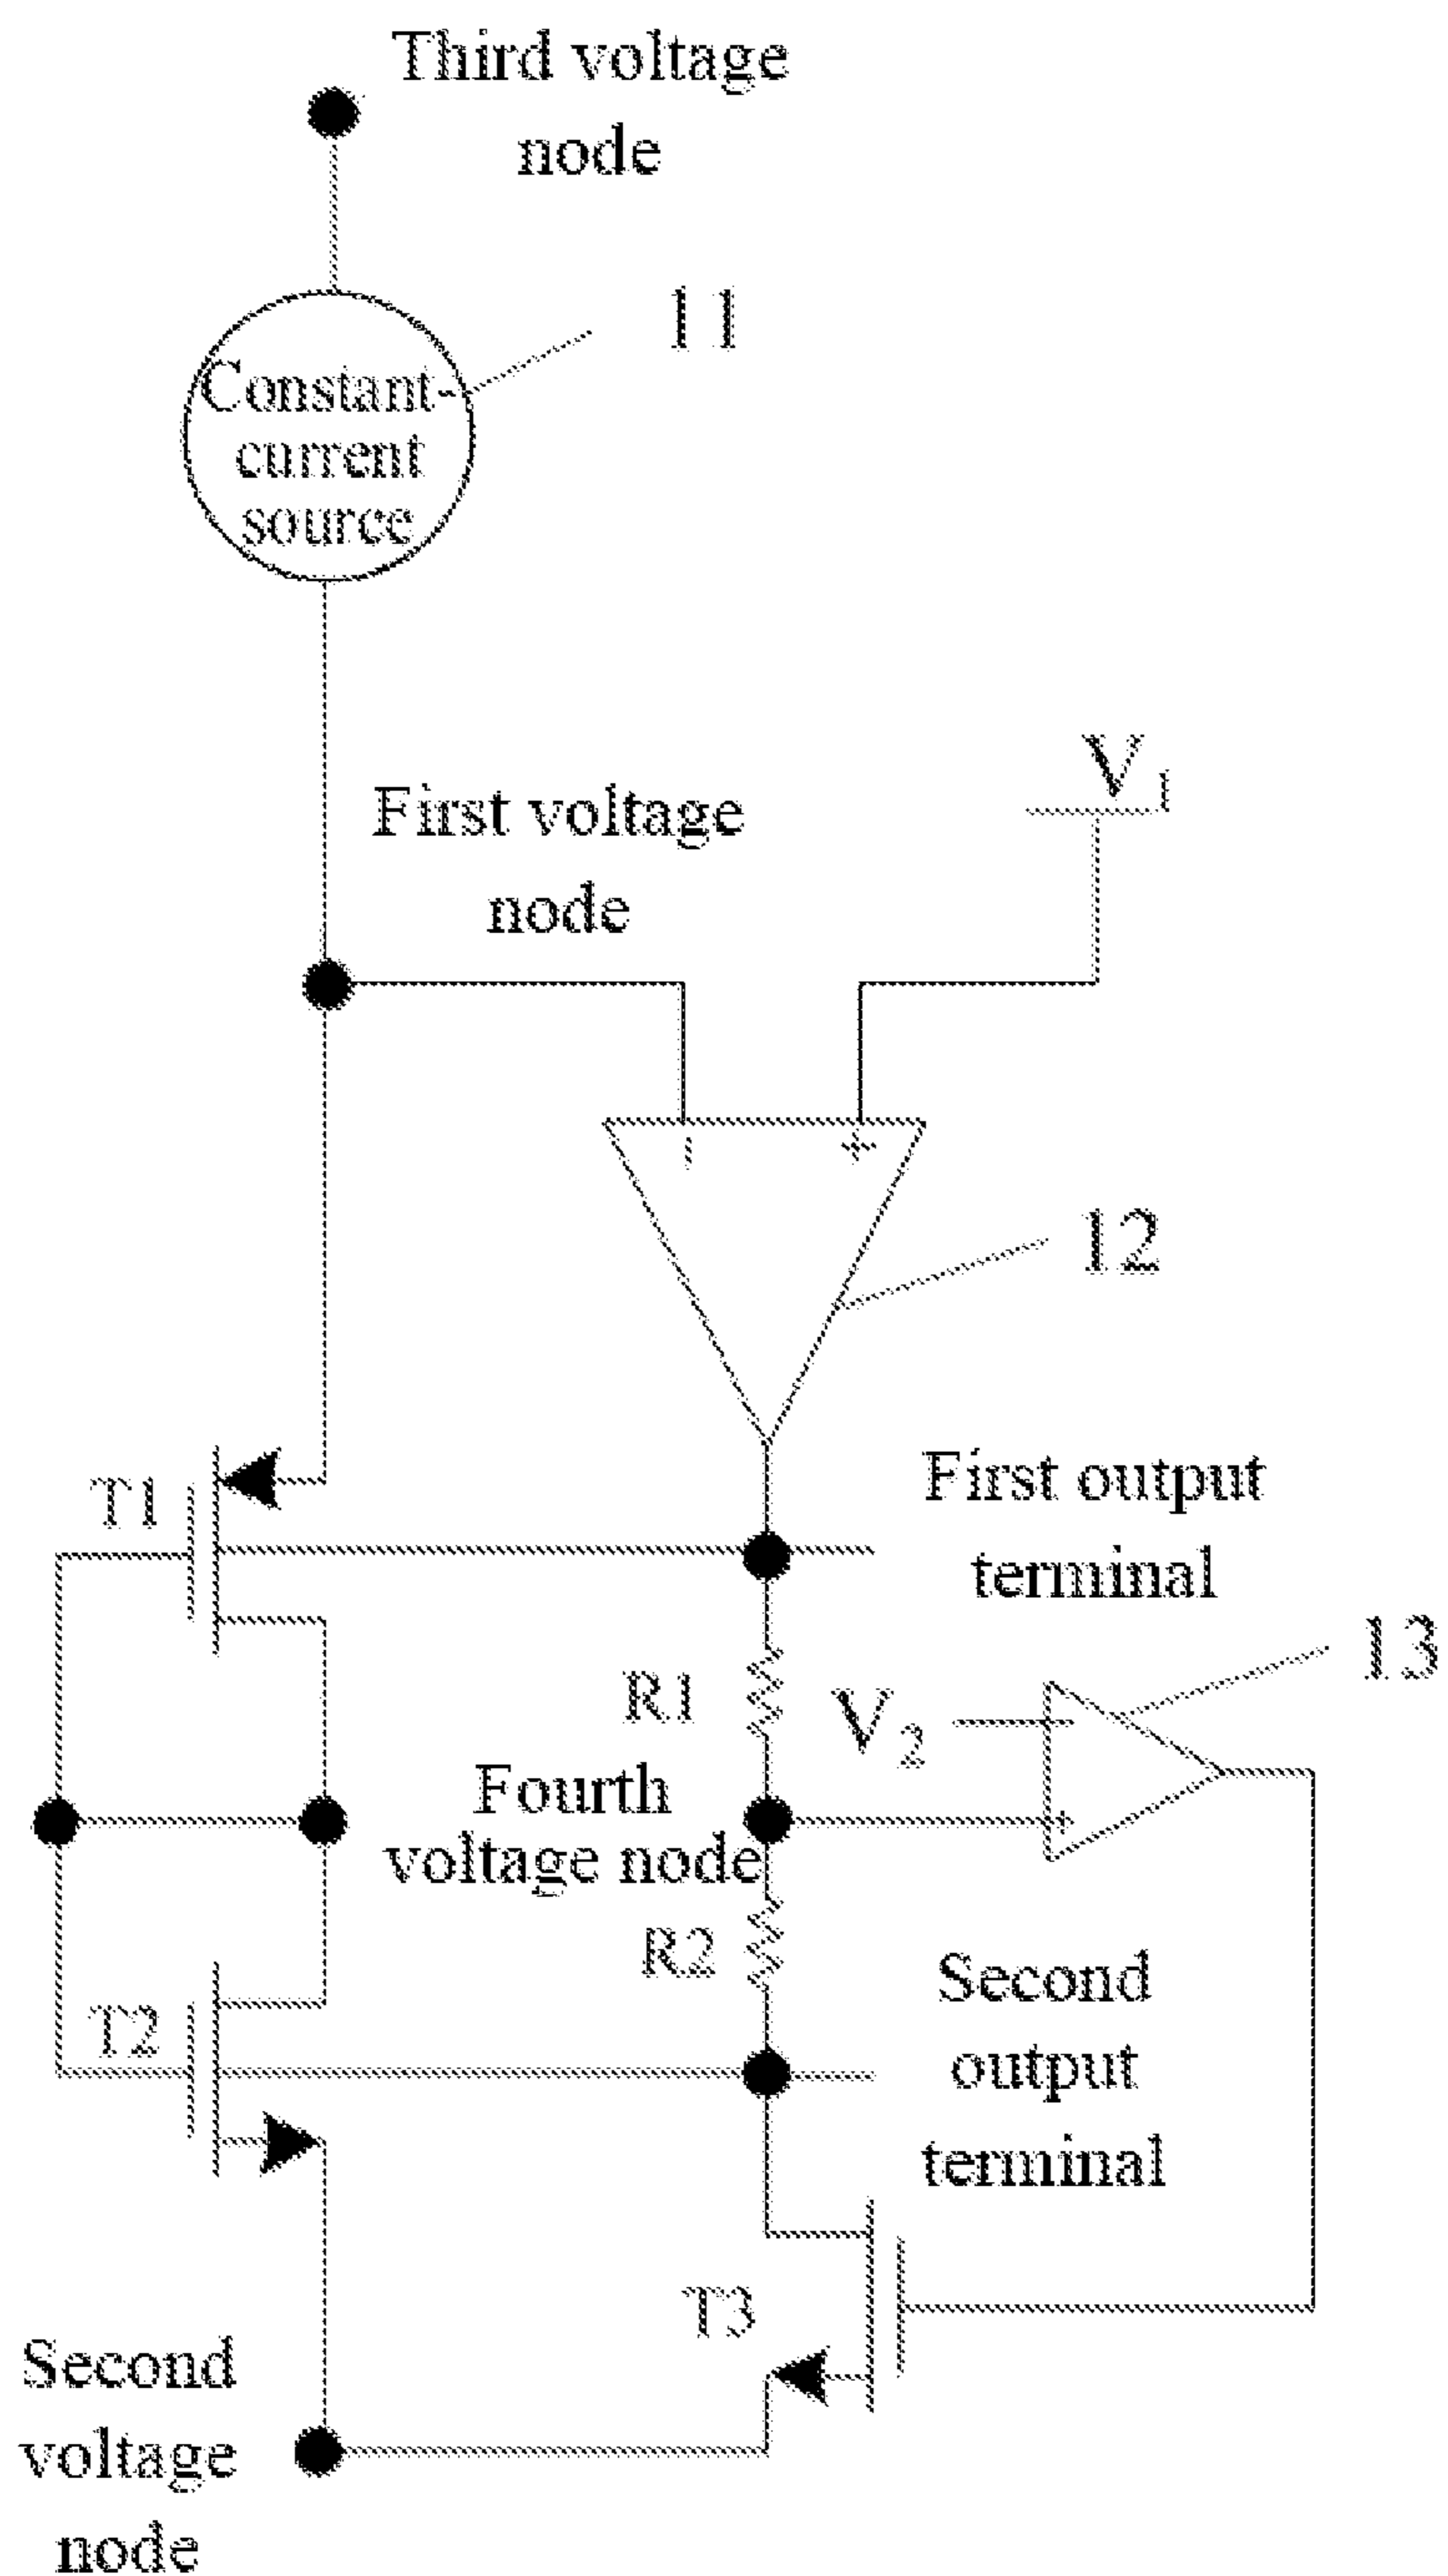 Third voltage
node
11
Constant-
current
source
V1
First voltage
node
- +
12
T1
First output
terminal
13
R1
V2
-
Fourth
voltage node
+
R2
Second
output
terminal
T2
T3
Second
voltage
node